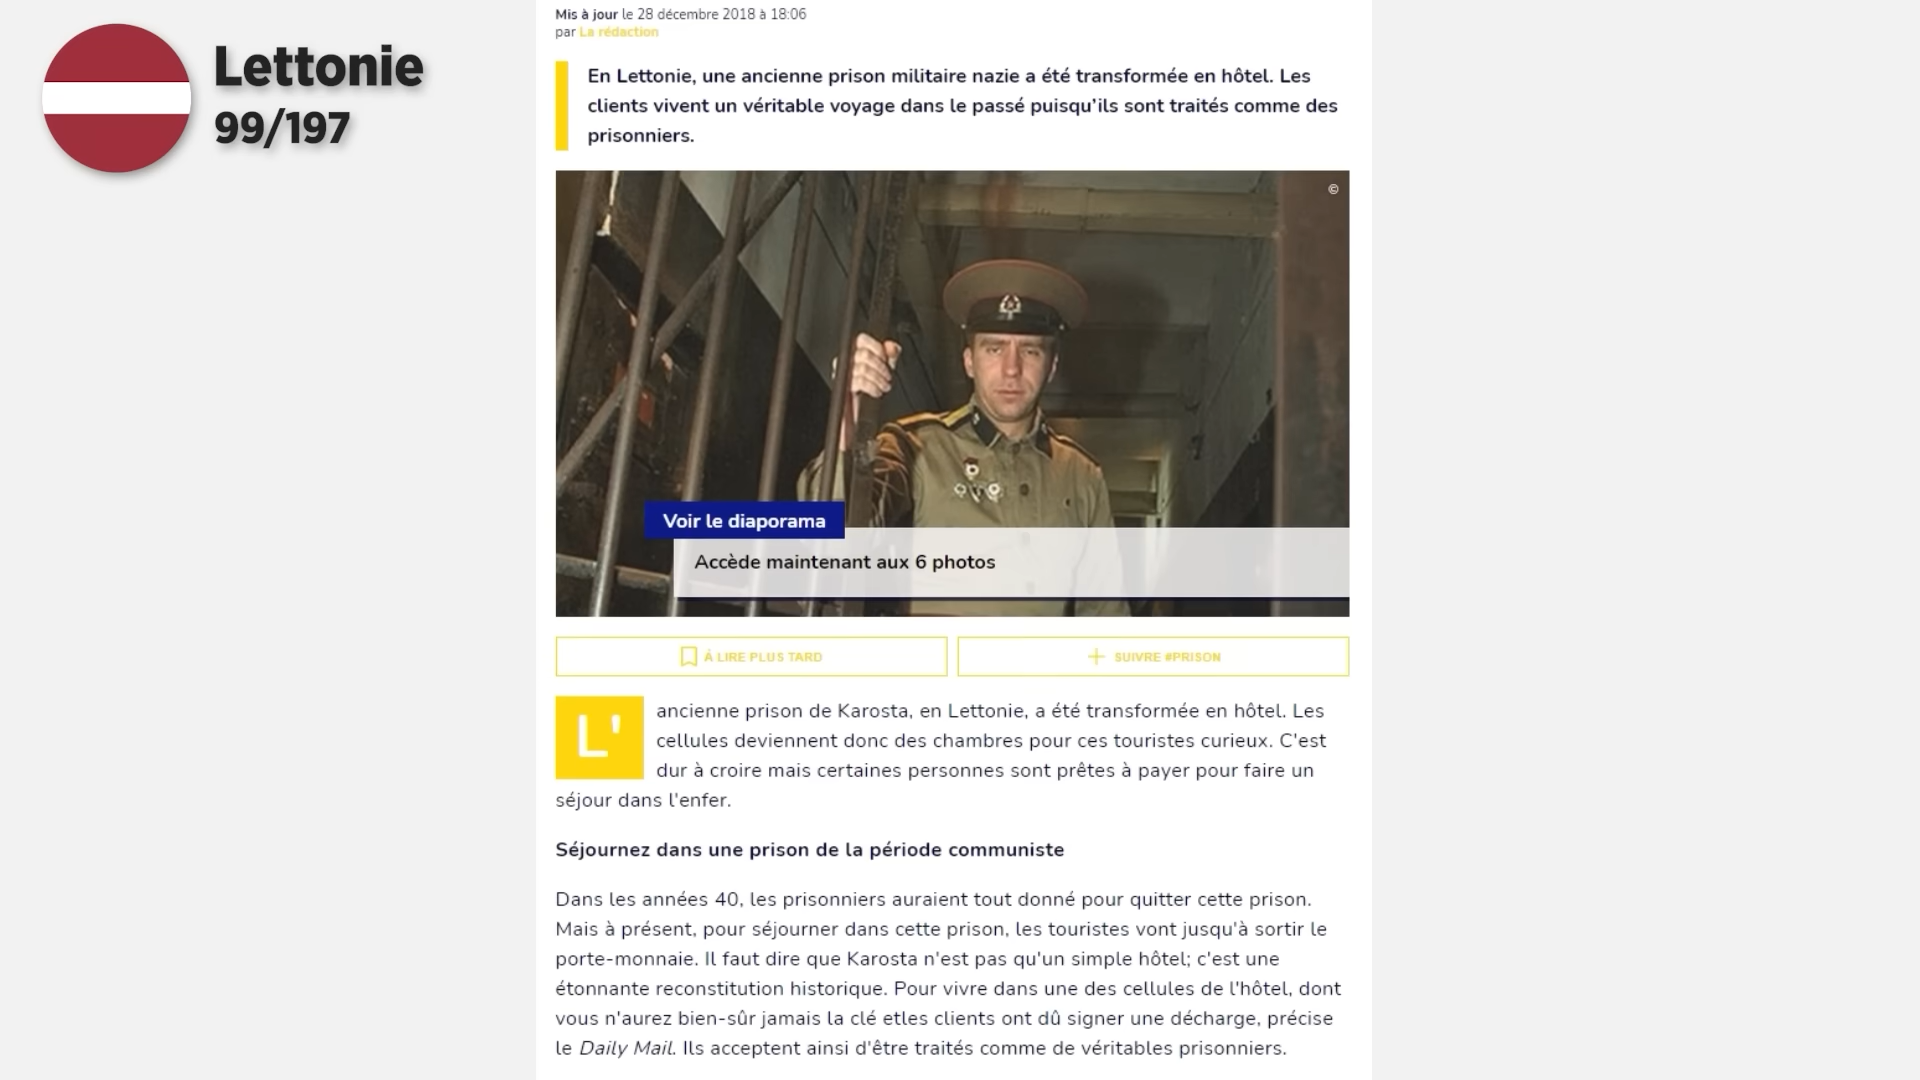 Lettonie
99/197
Mis à jour le 28 décembre 2018 à 18:06
par La rédaction
En Lettonie, une ancienne prison militaire nazie a été transformée en hôtel. Les
clients vivent un véritable voyage dans le passé puisqu'ils sont traités comme des
prisonniers.
©
Voir le diaporama
Accède maintenant aux 6 photos
À LIRE PLUS TARD
SUIVRE #PRISON
L'
ancienne prison de Karosta, en Lettonie, a été transformée en hôtel. Les
cellules deviennent donc des chambres pour ces touristes curieux. C'est
dur à croire mais certaines personnes sont prêtes à payer pour faire un
séjour dans l'enfer.
Séjournez dans une prison de la période communiste
Dans les années 40, les prisonniers auraient tout donné pour quitter cette prison.
Mais à présent, pour séjourner dans cette prison, les touristes vont jusqu'à sortir le
porte-monnaie. Il faut dire que Karosta n'est pas qu'un simple hôtel; c'est une
étonnante reconstitution historique. Pour vivre dans une des cellules de l'hôtel, dont
vous n'aurez bien-sûr jamais la clé etles clients ont dû signer une décharge, précise
le Daily Mail. Ils acceptent ainsi d'être traités comme de véritables prisonniers.